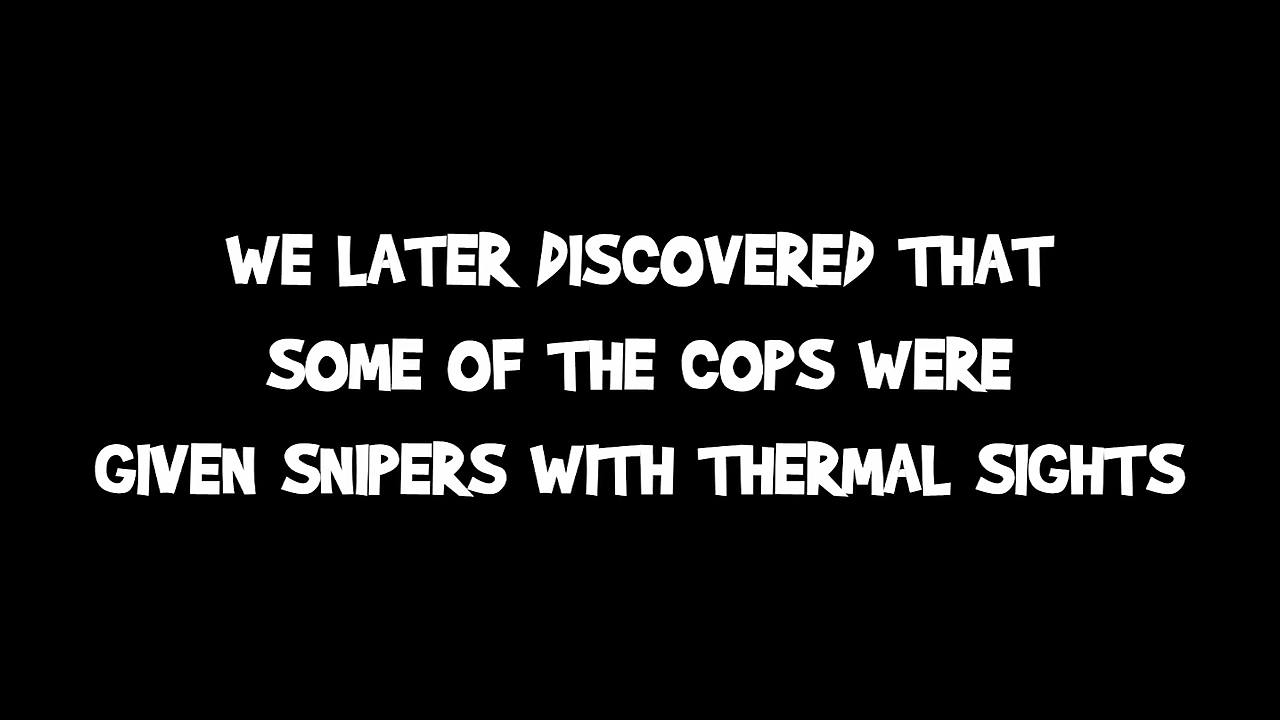 WE LATER DISCOVERED THAT
SOME OF THE COPS WERE
GIVEN SNIPERS WITH THERMAL SIGHTS